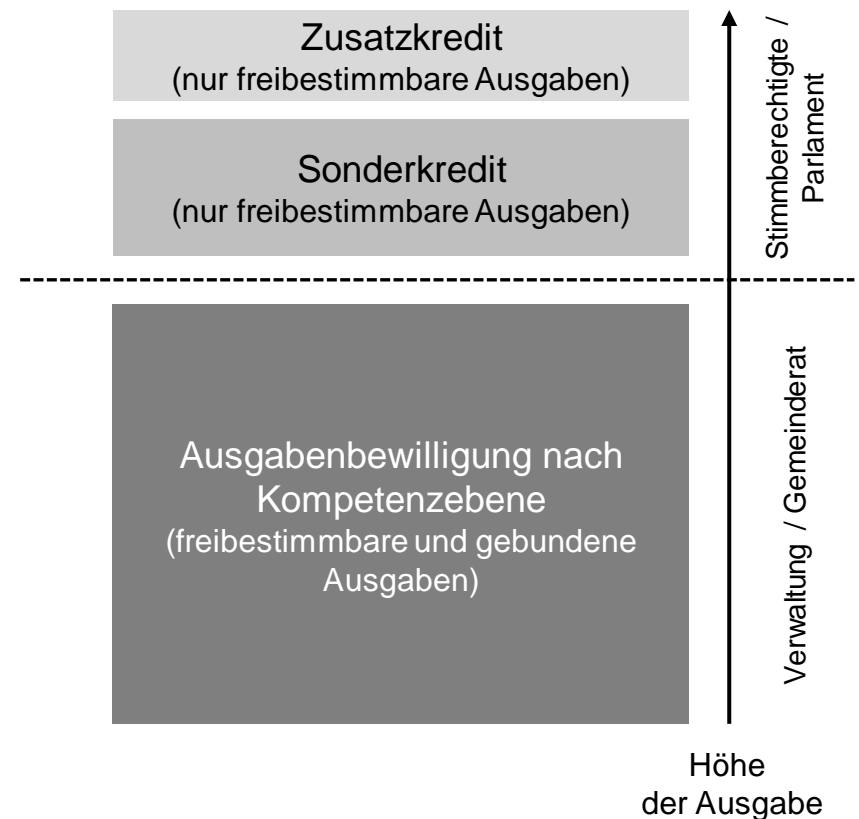 Zusatzkredit
(nur freibestimmbare Ausgaben)
Sonderkredit
(nur freibestimmbare Ausgaben)
Stimmberechtigte /
Parlament
Ausgabenbewilligung nach
Kompetenzebene
(freibestimmbare und gebundene
Ausgaben)
Verwaltung / Gemeinderat
Höhe
der Ausgabe